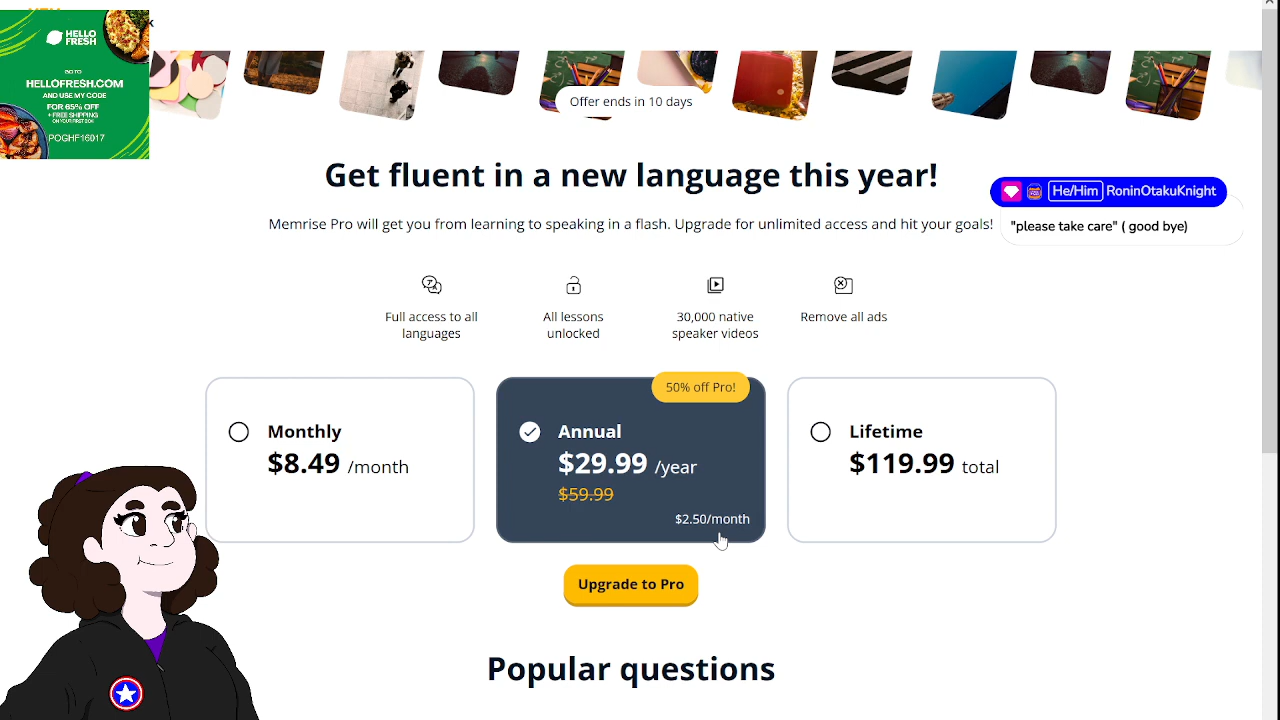 HELLO
FRESH
GO TO
HELLOFRESH.COM
AND USE MY CODE
FOR 65% OFF
+ FREE SHIPPING
ON YOUR FIRST BOX
POGHF16017
Offer ends in 10 days
Get fluent in a new language this year!
He/Him RoninOtakuKnight
"please take care" ( good bye)
Memrise Pro will get you from learning to speaking in a flash. Upgrade for unlimited access and hit your goals!
Full access to all
languages
All lessons
unlocked
30,000 native
speaker videos
Remove all ads
50% off Pro!
Monthly
$8.49 /month
Annual
$29.99 /year
$59.99
$2.50/month
Lifetime
$119.99 total
Upgrade to Pro
Popular questions